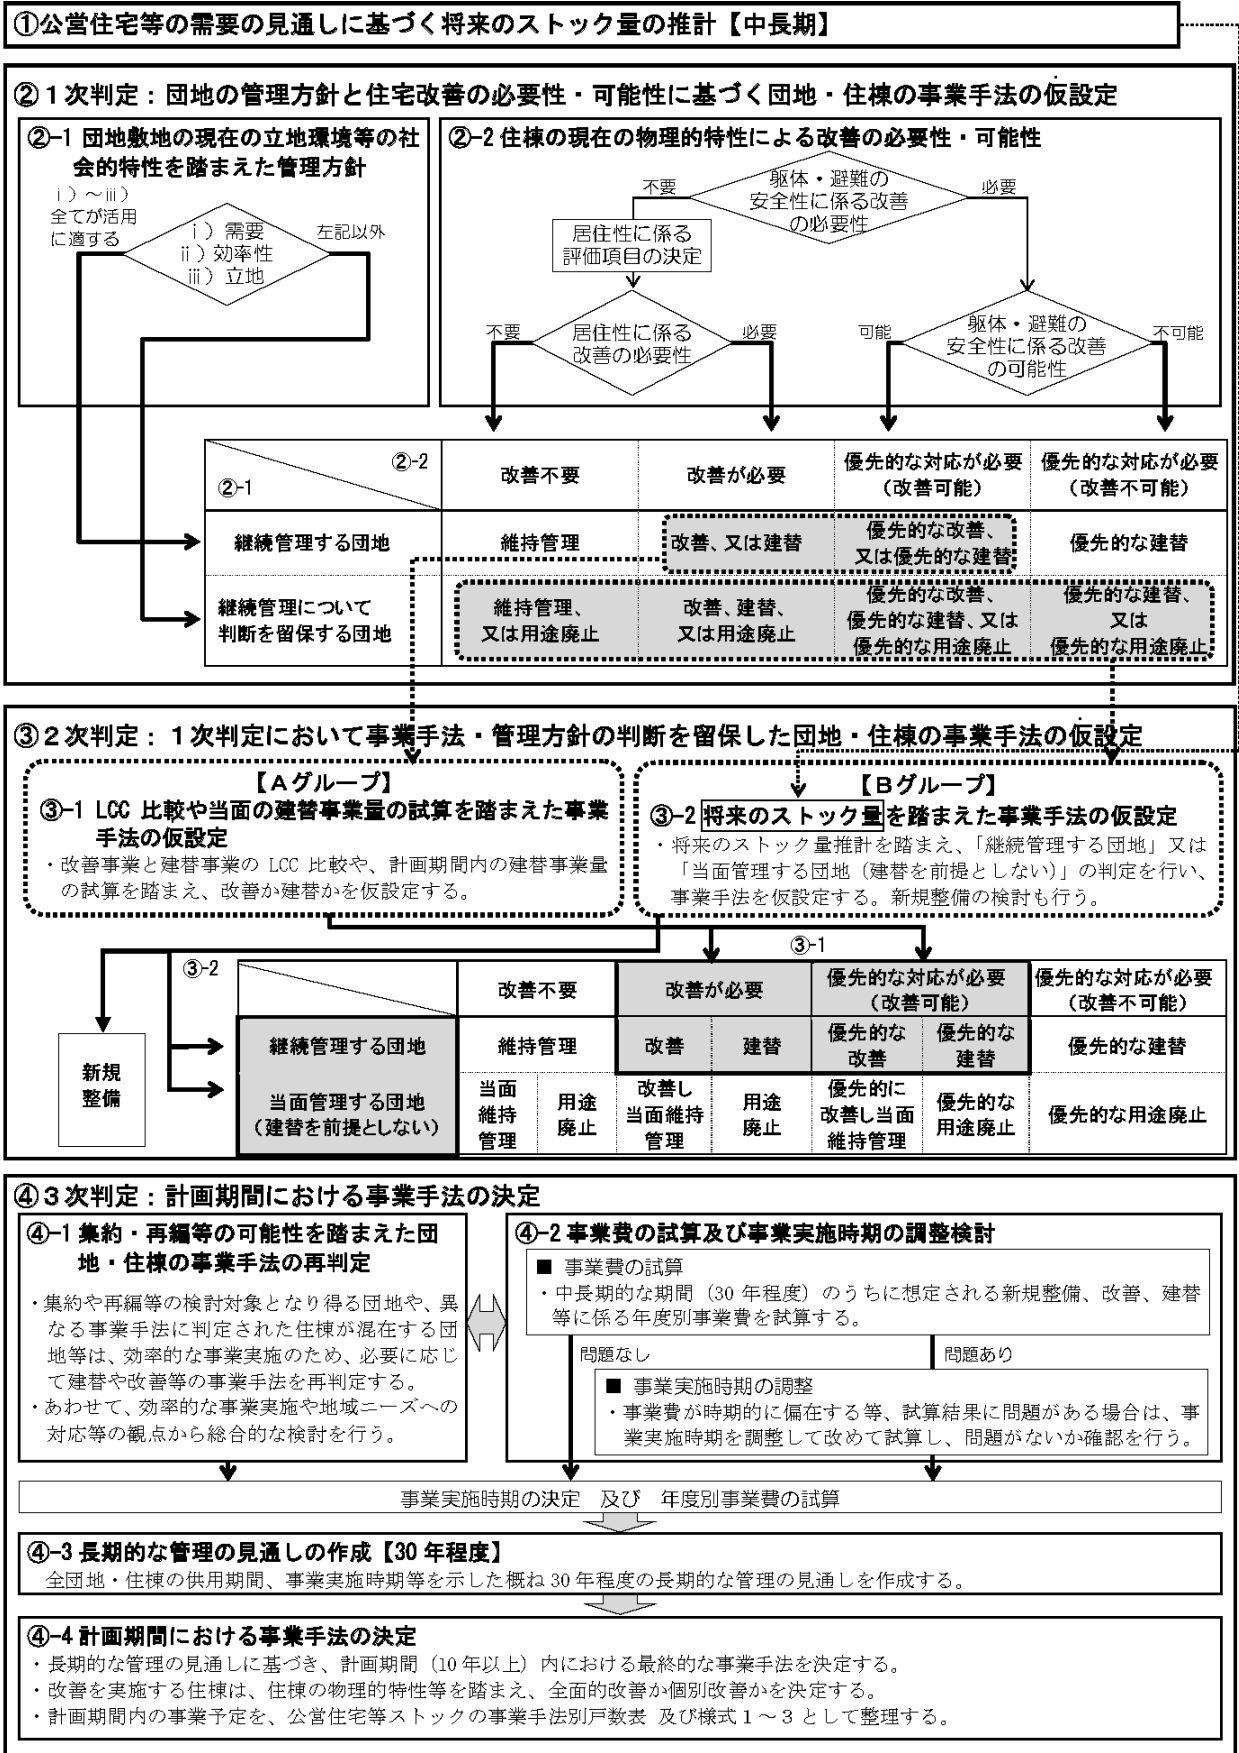 ①公営住宅等の需要の見通しに基づく将来のストック量の推計【中長期】
②１次判定：団地の管理方針と住宅改善の必要性・可能性に基づく団地・住棟の事業手法の仮設定
②-1 団地敷地の現在の立地環境等の社
会的特性を踏まえた管理方針
ⅰ）～ⅲ）
全てが活用
に適する
ⅰ）需要
ⅱ）効率性
ⅲ）立地
左記以外
②-2 住棟の現在の物理的特性による改善の必要性・可能性
不要
躯体・避難の
安全性に係る改善
の必要性
必要
居住性に係る
評価項目の決定
不要
居住性に係る
改善の必要性
必要
可能
躯体・避難の
安全性に係る改善
の可能性
不可能
②-2
②-1
改善不要
改善が必要
優先的な対応が必要
（改善可能）
優先的な対応が必要
（改善不可能）
継続管理する団地
維持管理
改善、又は建替
優先的な改善、
又は優先的な建替
優先的な建替
継続管理について
判断を留保する団地
維持管理、
又は用途廃止
改善、建替、
又は用途廃止
優先的な改善、
優先的な建替、又は
優先的な用途廃止
優先的な建替、
又は
優先的な用途廃止
③２次判定：１次判定において事業手法・管理方針の判断を留保した団地・住棟の事業手法の仮設定
【Ａグループ】
③-1 LCC 比較や当面の建替事業量の試算を踏まえた事業
手法の仮設定
・改善事業と建替事業の LCC 比較や、計画期間内の建替事業量
の試算を踏まえ、改善か建替かを仮設定する。
【Ｂグループ】
③-2 将来のストック量を踏まえた事業手法の仮設定
・将来のストック量推計を踏まえ、「継続管理する団地」又は
「当面管理する団地（建替を前提としない）」の判定を行い、
事業手法を仮設定する。新規整備の検討も行う。
③-1
③-2
新規
整備
改善不要
改善が必要
優先的な対応が必要
（改善可能）
優先的な対応が必要
（改善不可能）
継続管理する団地
維持管理
改善
建替
優先的な
改善
優先的な
建替
優先的な建替
当面管理する団地
（建替を前提としない）
当面
維持
管理
用途
廃止
改善し
当面維持
管理
用途
廃止
優先的に
改善し当面
維持管理
優先的な
用途廃止
優先的な用途廃止
④３次判定：計画期間における事業手法の決定
④-1 集約・再編等の可能性を踏まえた団
地・住棟の事業手法の再判定
・集約や再編等の検討対象となり得る団地や、異
なる事業手法に判定された住棟が混在する団
地等は、効率的な事業実施のため、必要に応じ
て建替や改善等の事業手法を再判定する。
・あわせて、効率的な事業実施や地域ニーズへの
対応等の観点から総合的な検討を行う。
④-2 事業費の試算及び事業実施時期の調整検討
■ 事業費の試算
・中長期的な期間（30 年程度）のうちに想定される新規整備、改善、建替
等に係る年度別事業費を試算する。
問題なし
問題あり
■ 事業実施時期の調整
・事業費が時期的に偏在する等、試算結果に問題がある場合は、事
業実施時期を調整して改めて試算し、問題がないか確認を行う。
事業実施時期の決定　及び　年度別事業費の試算
④-3 長期的な管理の見通しの作成【30 年程度】
全団地・住棟の供用期間、事業実施時期等を示した概ね 30 年程度の長期的な管理の見通しを作成する。
④-4 計画期間における事業手法の決定
・長期的な管理の見通しに基づき、計画期間（10 年以上）内における最終的な事業手法を決定する。
・改善を実施する住棟は、住棟の物理的特性等を踏まえ、全面的改善か個別改善かを決定する。
・計画期間内の事業予定を、公営住宅等ストックの事業手法別戸数表 及び様式１～３として整理する。